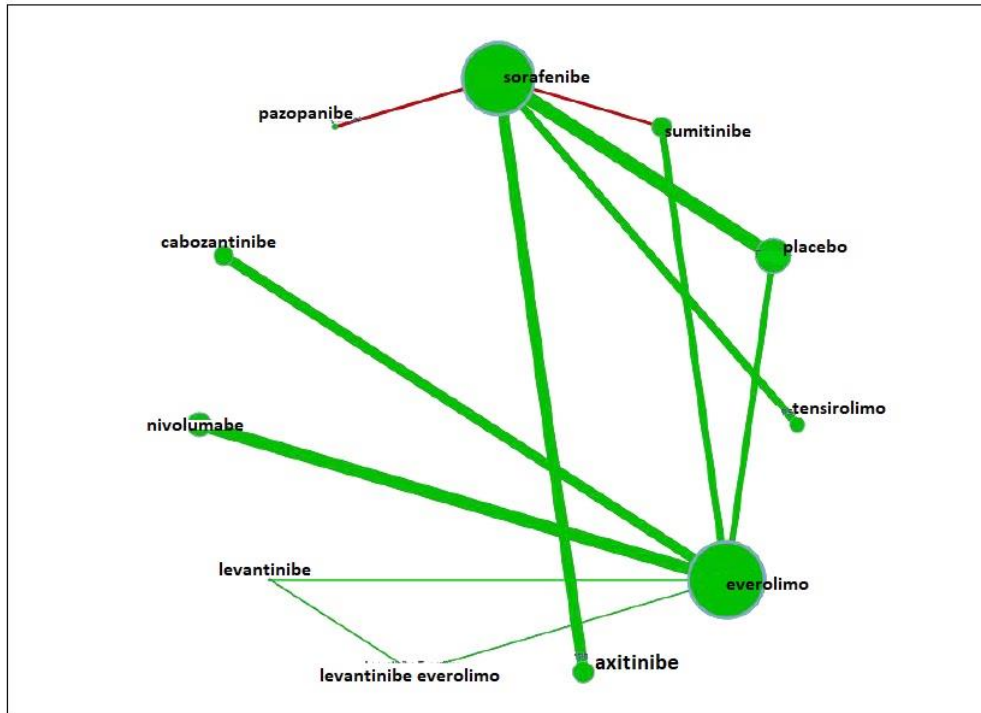 sorafenibe
pazopanibe
sumitinibe
cabozantinibe
placebo
tensirolimo
nivolumabe
levantinibe
everolimo
levantinibe everolimo
axitinibe